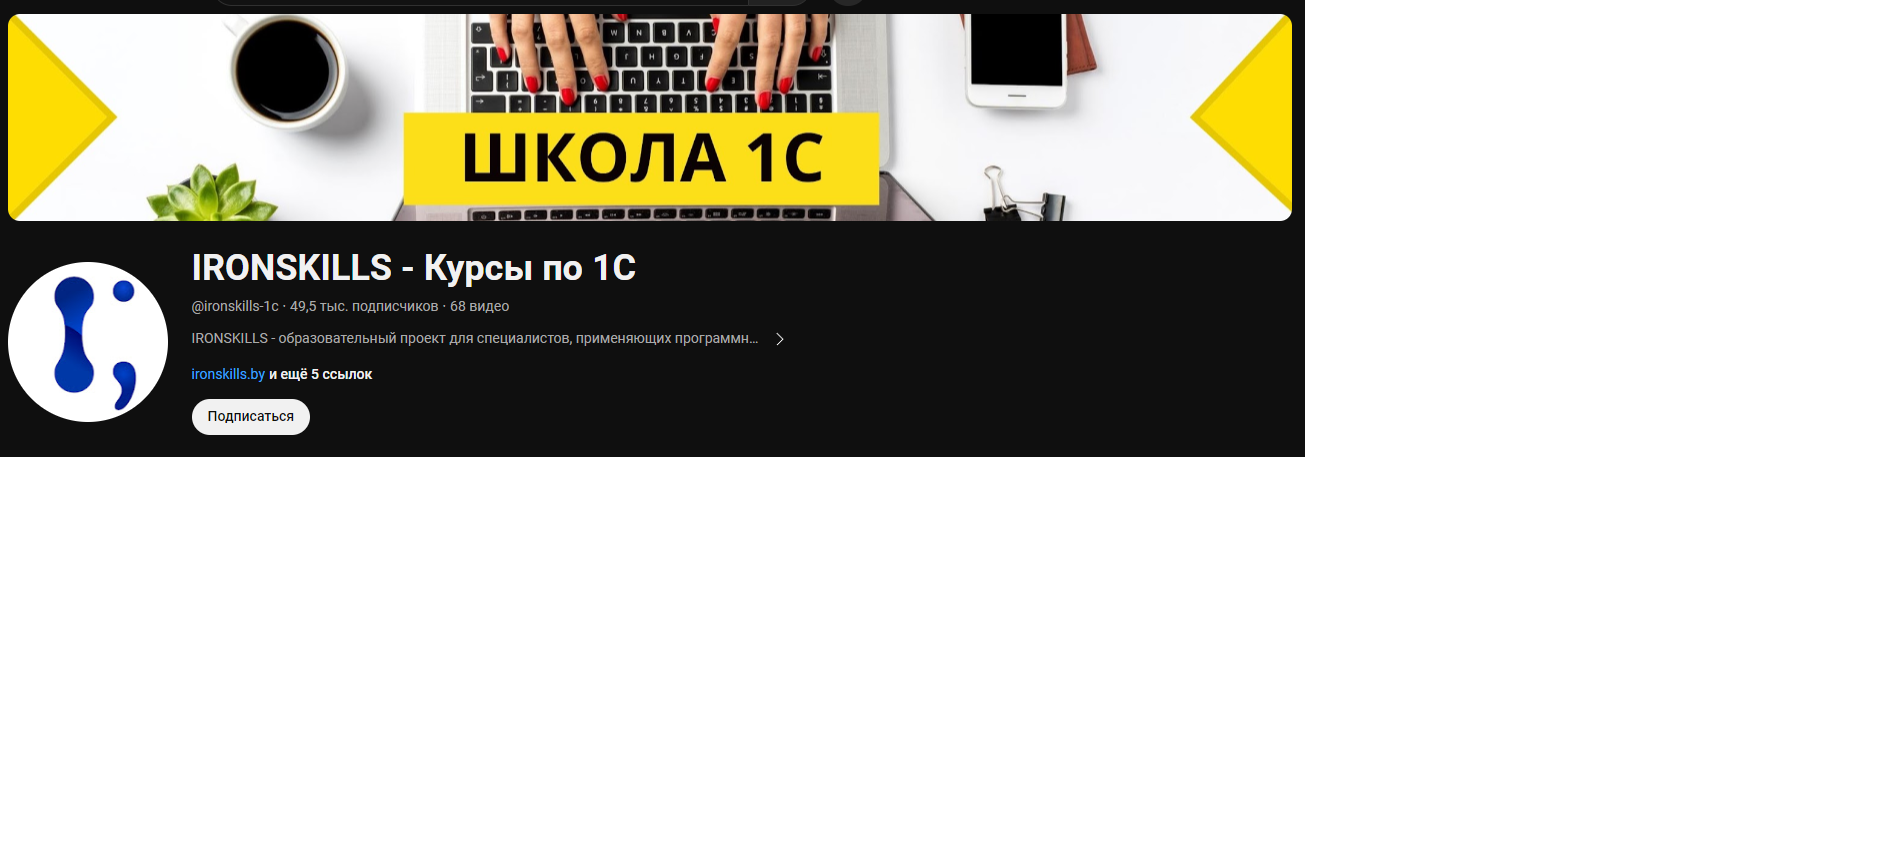 ШКОЛА 1С
IRONSKILLS - Курсы по 1С
@ironskills-1c · 49,5 тыс. подписчиков · 68 видео
IRONSKILLS - образовательный проект для специалистов, применяющих программн...
ironskills.by и ещё 5 ссылок
Подписаться